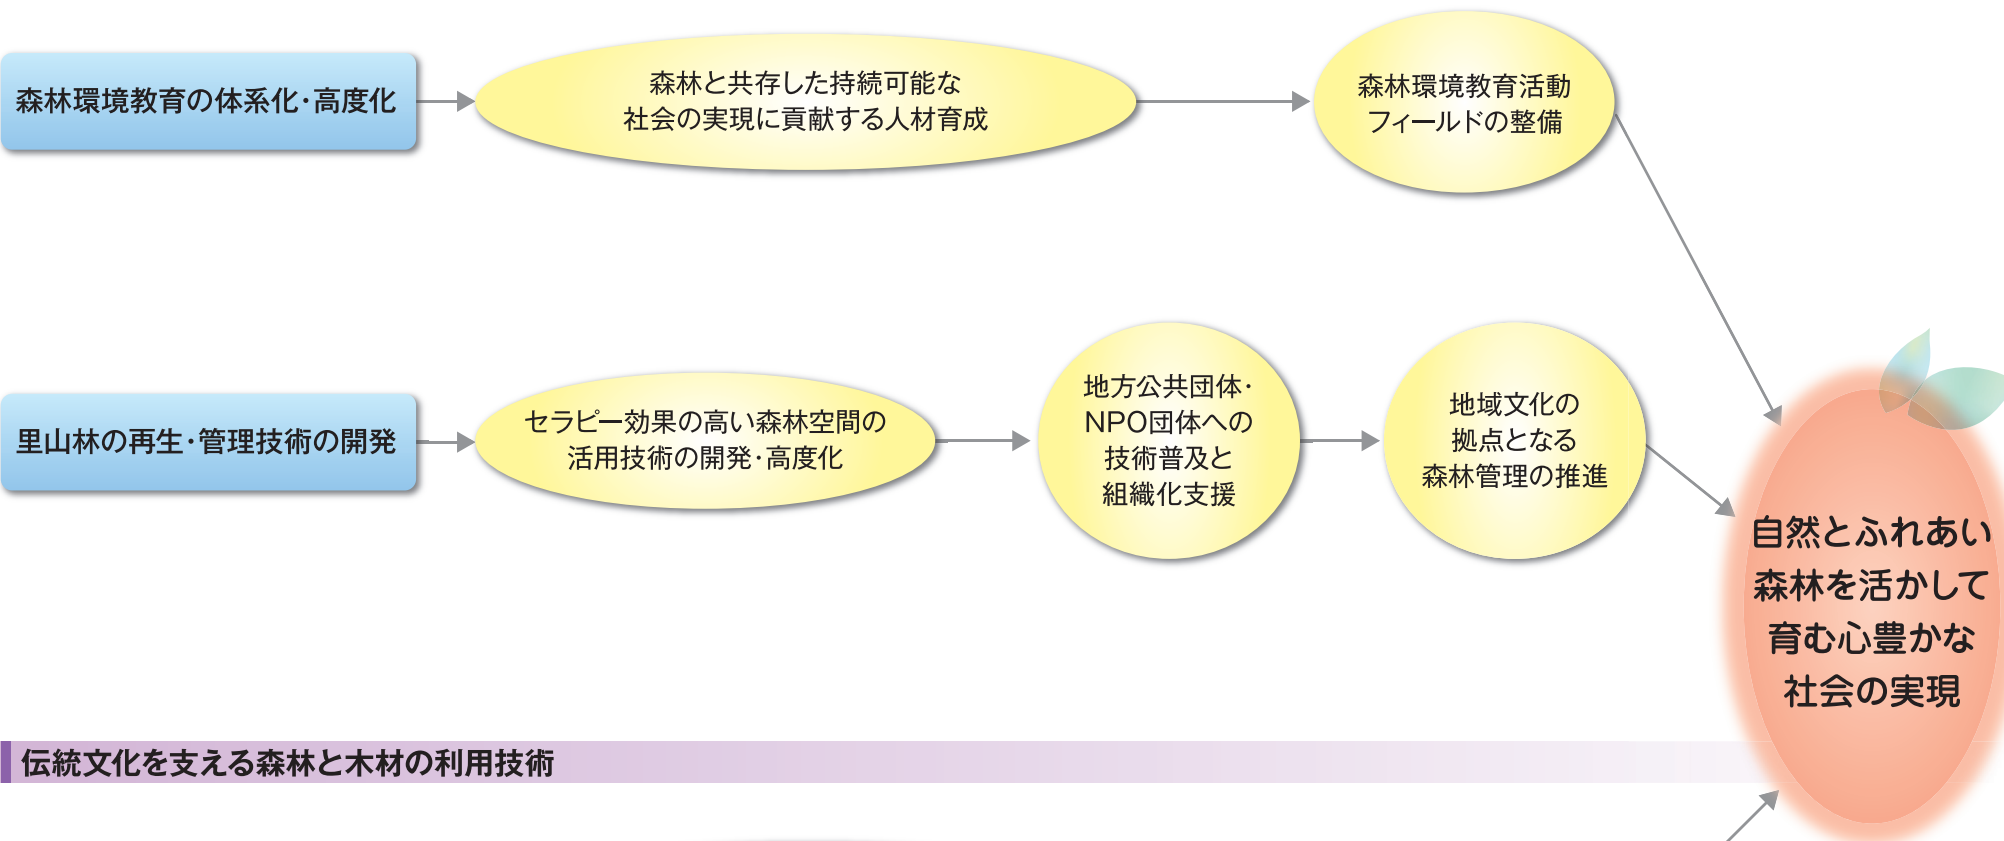 森林環境教育の体系化・高度化
森林と共存した持続可能な
社会の実現に貢献する人材育成
森林環境教育活動
フィールドの整備
里山林の再生・管理技術の開発
セラピー効果の高い森林空間の
活用技術の開発・高度化
地方公共団体・
NPO団体への
技術普及と
組織化支援
地域文化の
拠点となる
森林管理の推進
自然とふれあい
森林を活かして
育む心豊かな
社会の実現
伝統文化を支える森林と木材の利用技術